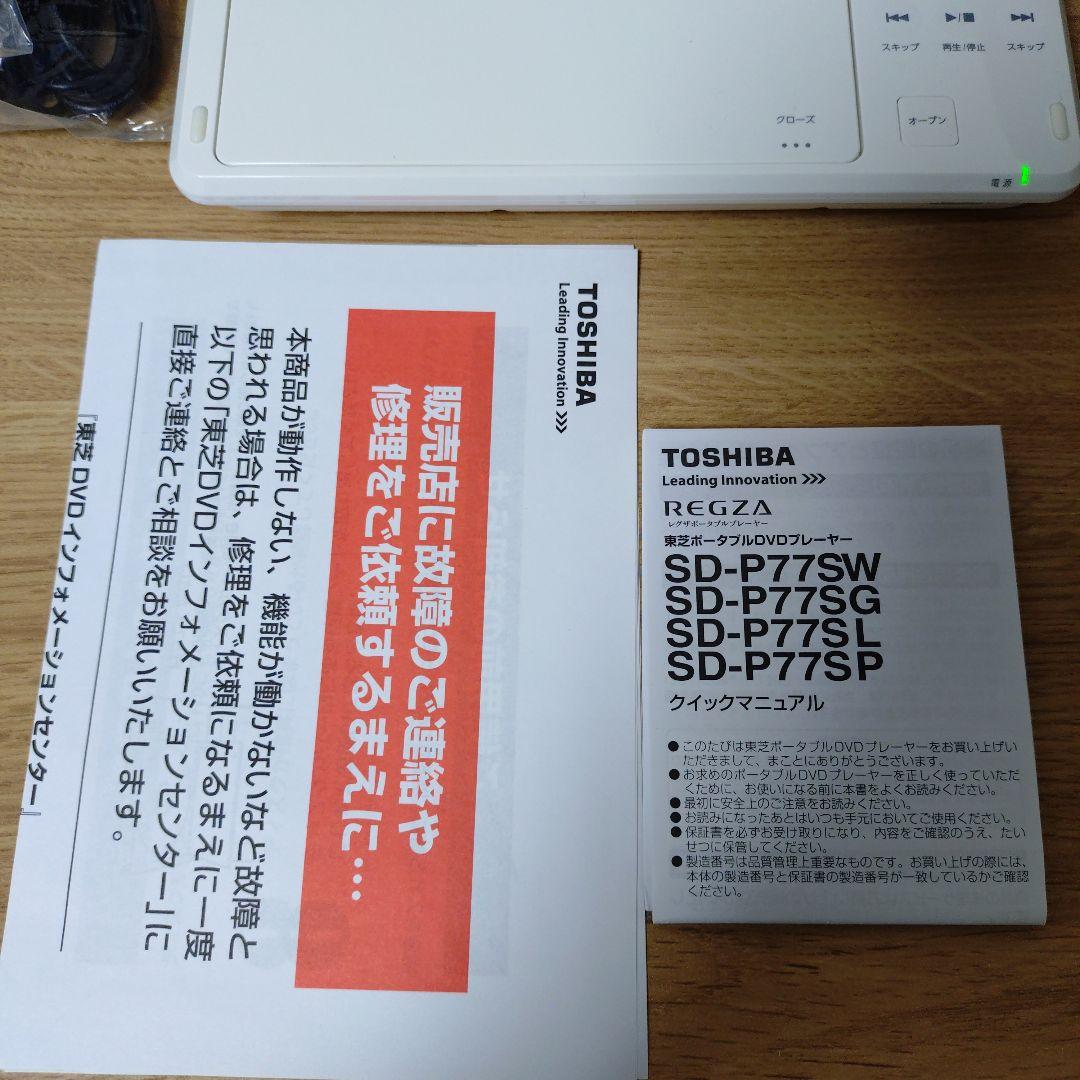 スキップ
再生/停止
スキップ
クローズ
オープン
電源
TOSHIBA
Leading Innovation >>>
販売店に故障のご連絡や
修理をご依頼するまえに…
本商品が動作しない、機能が働かないなど故障と
思われる場合は、修理をご依頼になるまえに一度
以下の「東芝DVDインフォメーションセンター」に
直接ご連絡とご相談をお願いいたします。
『東芝DVDインフォメーションセンター』
TOSHIBA
Leading Innovation >>>
REGZA
レグザポータブルプレーヤー
東芝ポータブルDVDプレーヤー
SD-P77SW
SD-P77SG
SD-P77SL
SD-P77SP
クイックマニュアル
●このたびは東芝ポータブルDVDプレーヤーをお買い上げい
ただきまして、まことにありがとうございます。
●お求めのポータブルDVDプレーヤーを正しく使っていただ
くために、お使いになる前に本書をよくお読みください。
●最初に安全上のご注意をお読みください。
●お読みになったあとはいつも手元においてご使用ください。
●保証書を必ずお受け取りになり、内容をご確認のうえ、たい
せつに保管してください。
●製造番号は品質管理上重要なものです。お買い上げの際には、
本体の製造番号と保証書の製造番号が一致しているかご確認
ください。